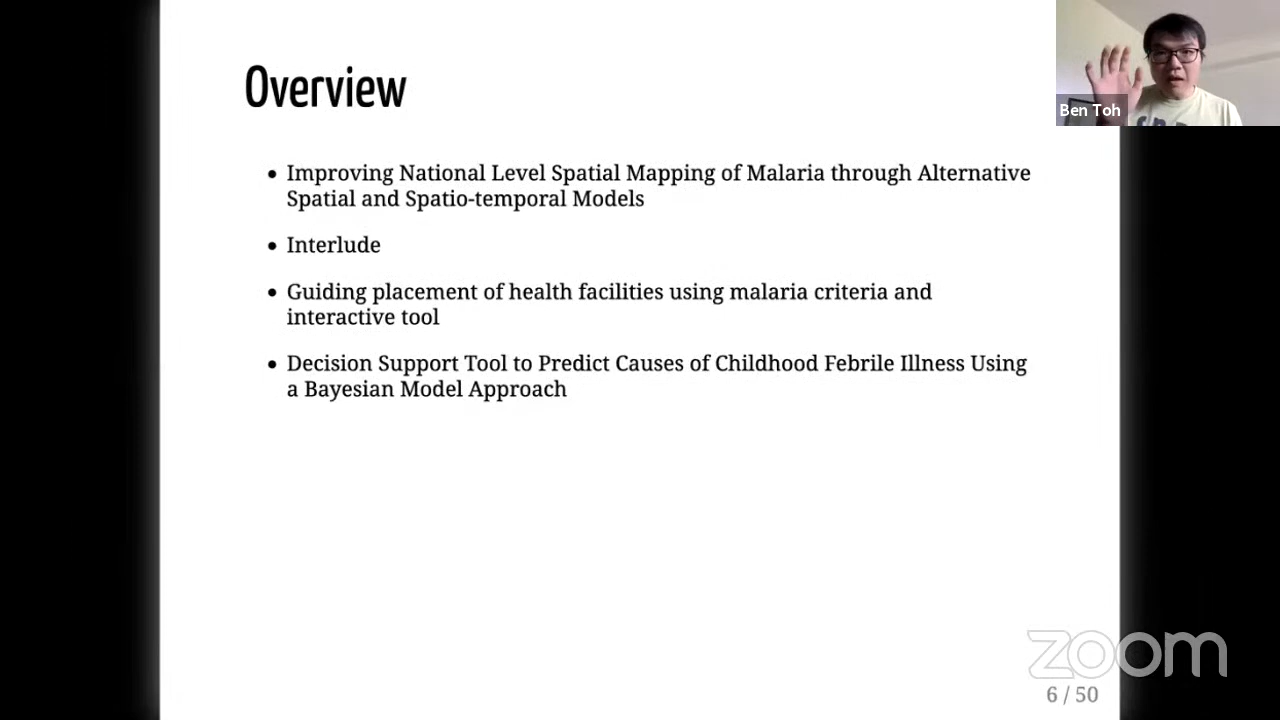 Overview
Ben Toh
• Improving National Level Spatial Mapping of Malaria through Alternative
Spatial and Spatio-temporal Models
• Interlude
• Guiding placement of health facilities using malaria criteria and
interactive tool
• Decision Support Tool to Predict Causes of Childhood Febrile Illness Using
a Bayesian Model Approach
zoom
6 / 50